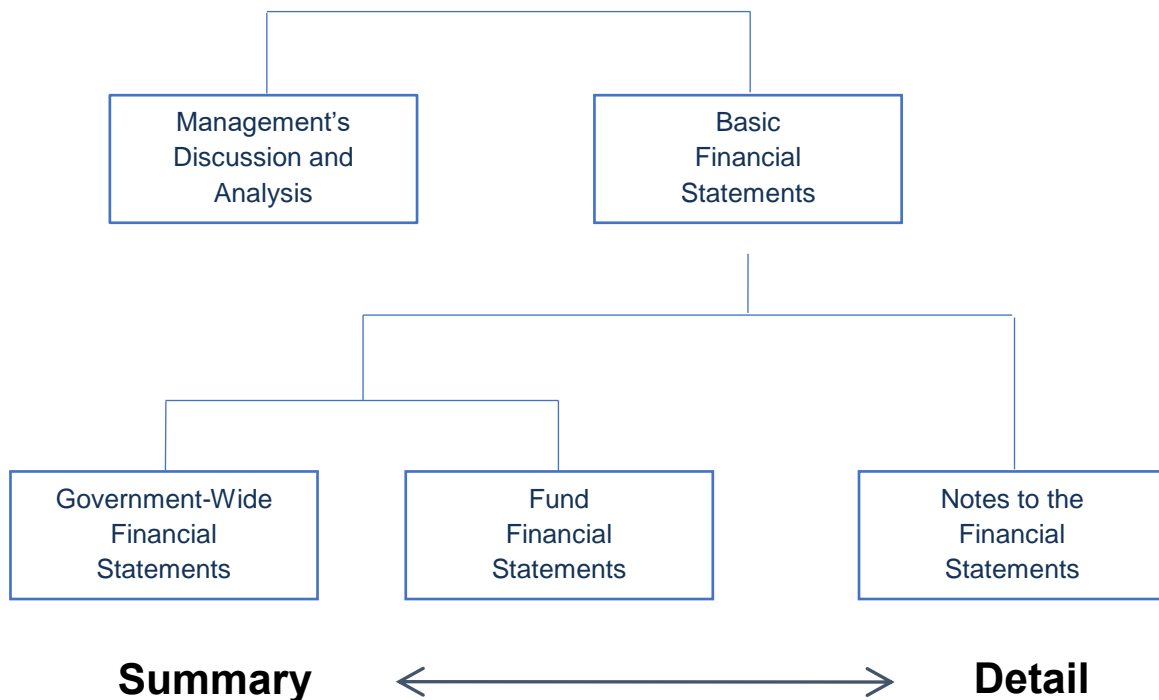 Management’s
Discussion and
Analysis
Basic
Financial
Statements
Government-Wide
Financial
Statements
Fund
Financial
Statements
Notes to the
Financial
Statements
Summary
Detail